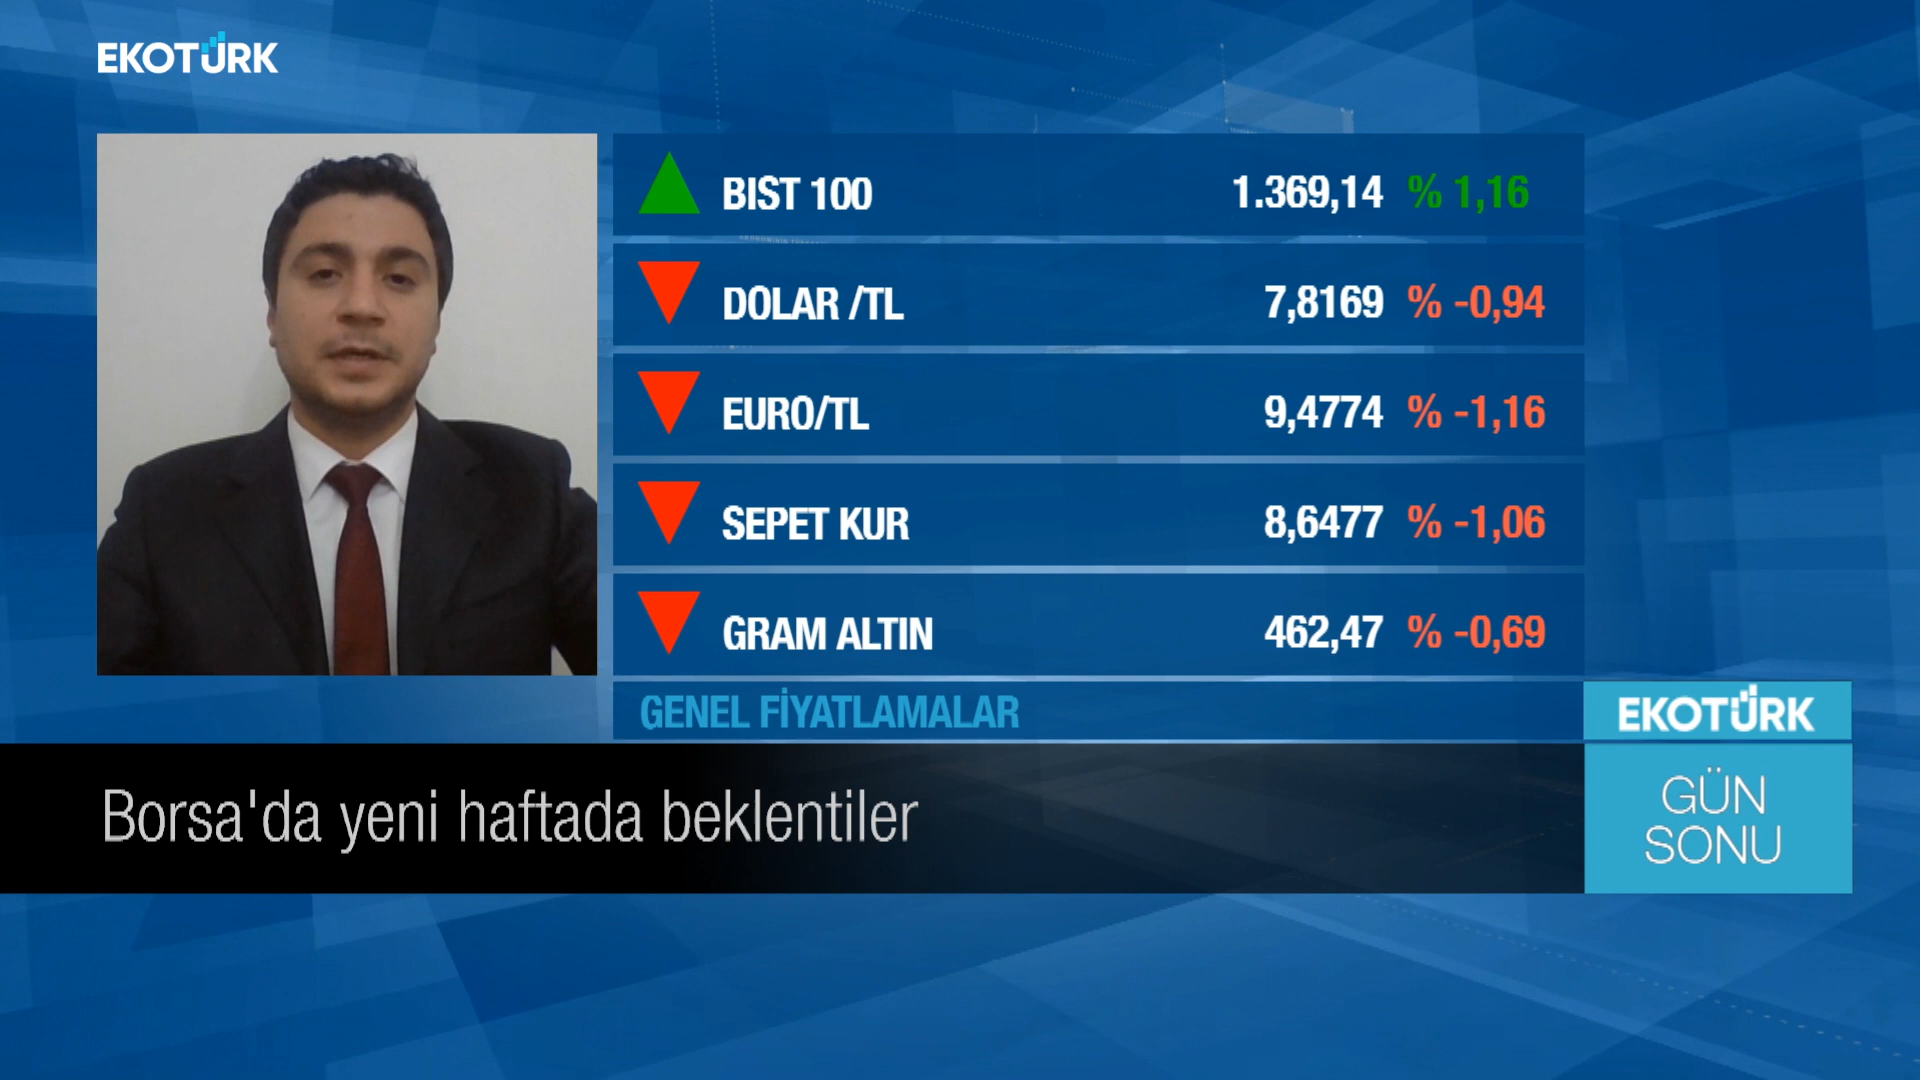 EKOTÜRK
BIST 100 1.369,14 % 1,16
DOLAR /TL 7,8169 % -0,94
EURO/TL 9,4774 % -1,16
SEPET KUR 8,6477 % -1,06
GRAM ALTIN 462,47 % -0,69
GENEL FİYATLAMALAR
EKOTÜRK
Borsa'da yeni haftada beklentiler
GÜN
SONU